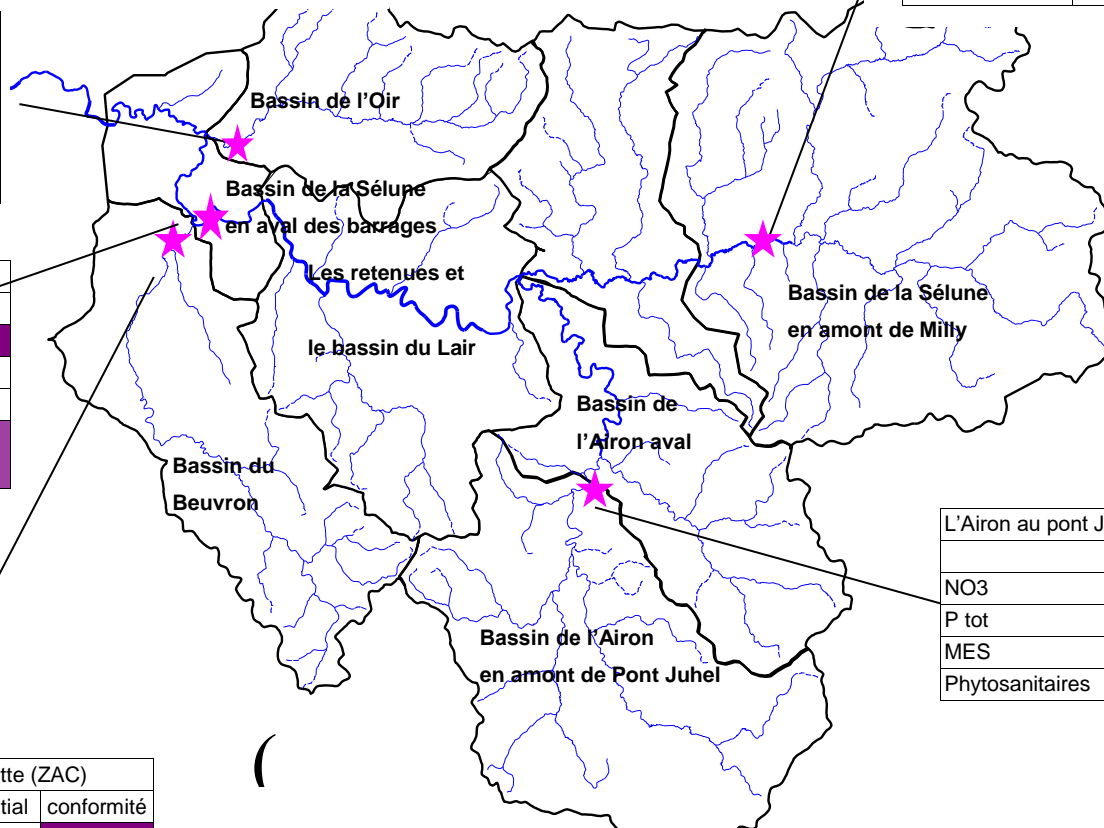 Bassin de l'Oir
Bassin de la Sélune
en aval des barrages
Les retenues et
le bassin du Lair
Bassin de la Sélune
en amont de Milly
Bassin de
l'Airon aval
Bassin du
Beuvron
Bassin de l'Airon
en amont de Pont Juhel
L'Airon au pont J
NO3
P tot
MES
Phytosanitaires
tte (ZAC)
tial conformité
(